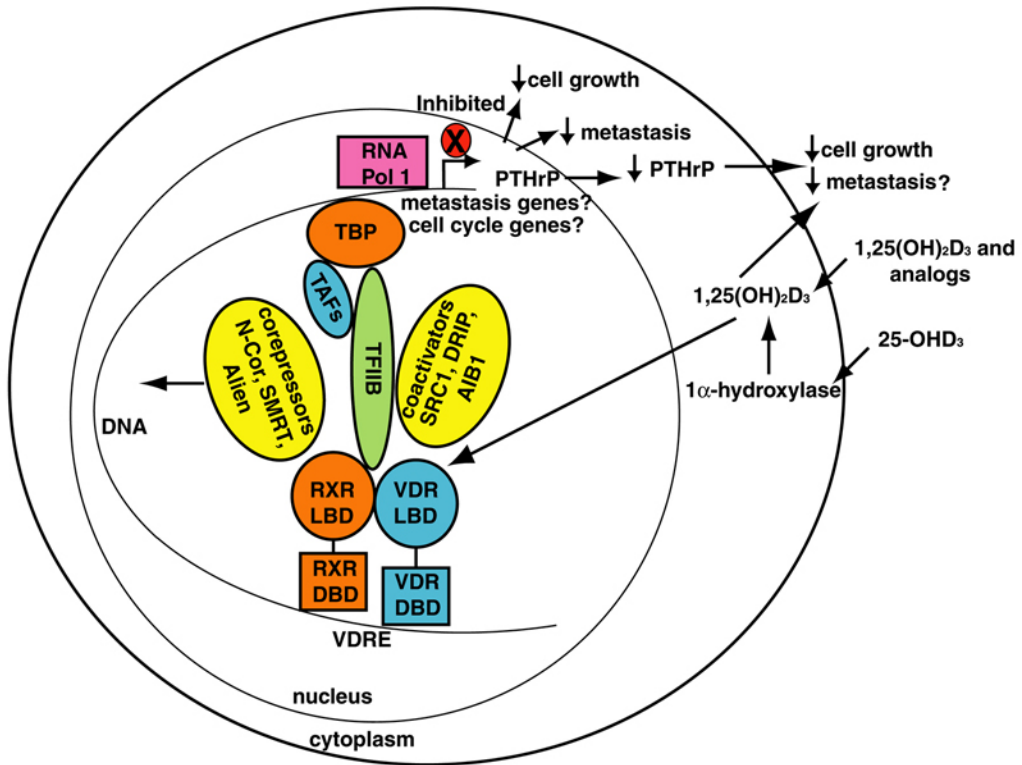 ↓cell growth
Inhibited
X
↓ metastasis
RNA
Pol 1
PTHrP
↓ PTHrP
↓cell growth
↓ metastasis?
metastasis genes?
cell cycle genes?
TBP
TAFs
TFIIB
1,25(OH)₂D₃ and
analogs
1,25(OH)₂D₃
25-OHD₃
1α-hydroxylase
corepressors
N-Cor, SMRT,
Alien
coactivators
SRC1, DRIP,
AIB1
DNA
RXR
LBD
VDR
LBD
RXR
DBD
VDR
DBD
VDRE
nucleus
cytoplasm